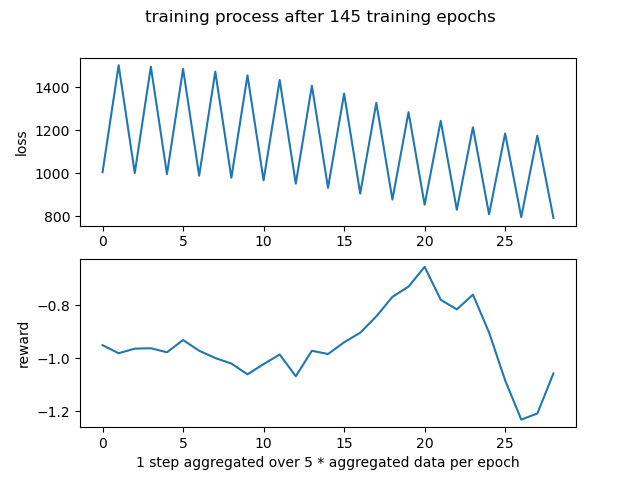 training process after 145 training epochs
1400
1200
1000
800
loss
0 5 10 15 20 25
−0.8
−1.0
−1.2
reward
0 5 10 15 20 25
1 step aggregated over 5 * aggregated data per epoch